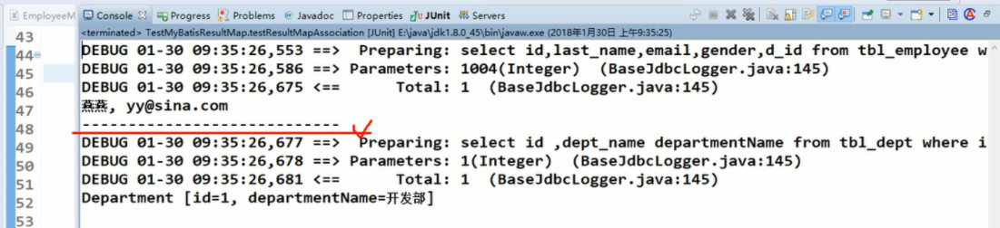 EmployeeM
Console
Progress
Problems
Javadoc
Properties
JUnit
Servers
<terminated> TestMyBatisResultMap.testResultMapAssociation [JUnit] E:\java\jdk1.8.0_45\bin\javaw.exe (2018年1月30日 上午9:35:25)
43
44
45
46
47
48
49
50
51
52
53
DEBUG 01-30 09:35:26,553 ==>  Preparing: select id,last_name,email,gender,d_id from tbl_employee w
DEBUG 01-30 09:35:26,586 ==> Parameters: 1004(Integer)  (BaseJdbcLogger.java:145)
DEBUG 01-30 09:35:26,675 <==      Total: 1  (BaseJdbcLogger.java:145)
燕燕, yy@sina.com
----------------------------
DEBUG 01-30 09:35:26,677 ==>  Preparing: select id ,dept_name departmentName from tbl_dept where i
DEBUG 01-30 09:35:26,678 ==> Parameters: 1(Integer)  (BaseJdbcLogger.java:145)
DEBUG 01-30 09:35:26,681 <==      Total: 1  (BaseJdbcLogger.java:145)
Department [id=1, departmentName=开发部]